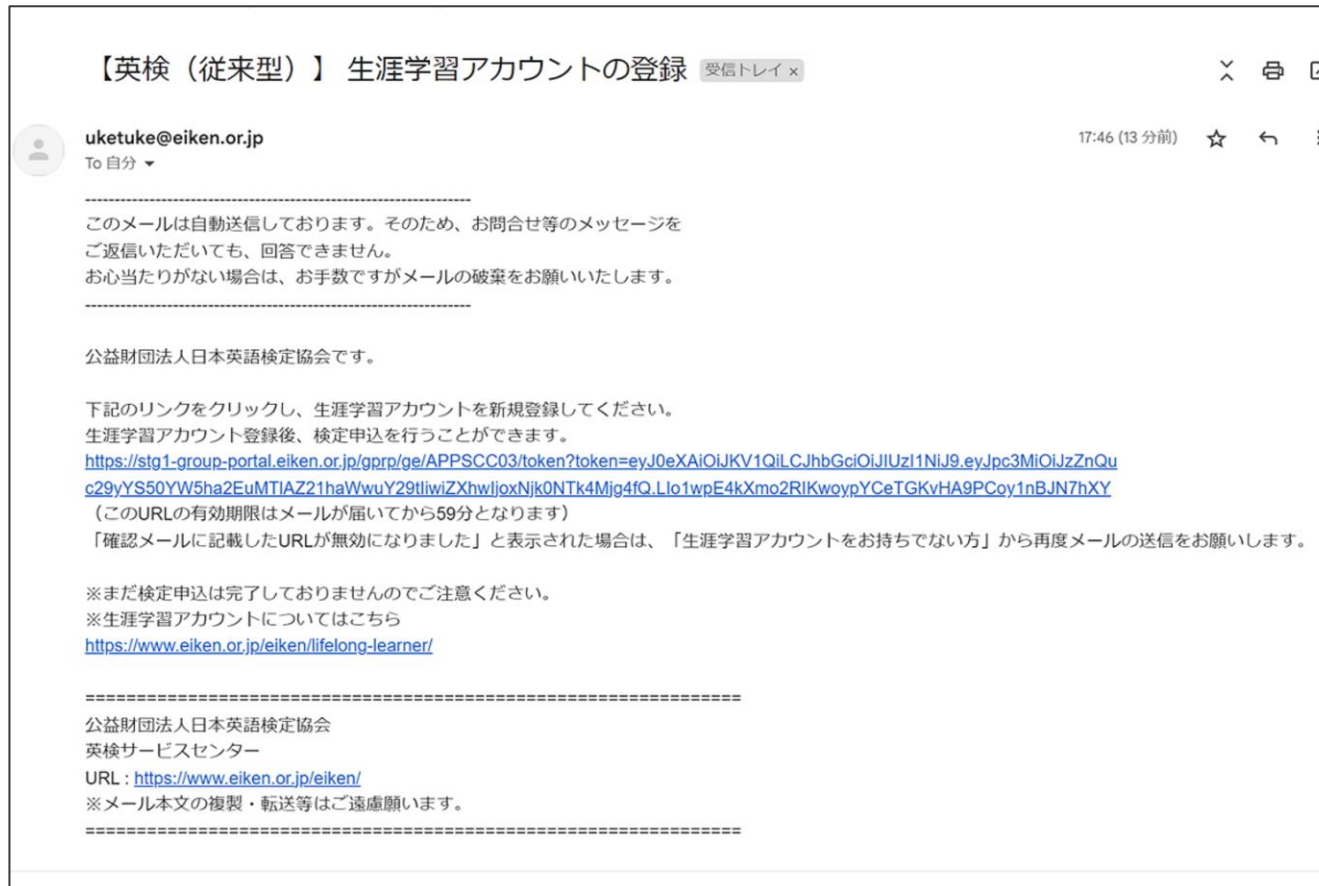 【英検（従来型）】 生涯学習アカウントの登録 受信トレイ ×
uketuke@eiken.or.jp
17:46 (13 分前)
To 自分
------------------------------------------------------------------
このメールは自動送信しております。そのため、お問合せ等のメッセージを
ご返信いただいても、回答できません。
お心当たりがない場合は、お手数ですがメールの破棄をお願いいたします。
------------------------------------------------------------------
公益財団法人日本英語検定協会です。
下記のリンクをクリックし、生涯学習アカウントを新規登録してください。
生涯学習アカウント登録後、検定申込を行うことができます。
https://stg1-group-portal.eiken.or.jp/gprp/ge/APPSCC03/token?token=eyJ0eXAiOiJKV1QiLCJhbGciOiJIUzI1NiJ9.eyJpc3MiOiJzZnQu
c29yYS50YW5ha2EuMTIAZ21haWwuY29tIiwiZXhwIjoxNjk0NTk4Mjg4fQ.LIo1wpE4kXmo2RIKwoypYCeTGKvHA9PCoy1nBJN7hXY
（このURLの有効期限はメールが届いてから59分となります）
「確認メールに記載したURLが無効になりました」と表示された場合は、「生涯学習アカウントをお持ちでない方」から再度メールの送信をお願いします。
※まだ検定申込は完了しておりませんのでご注意ください。
※生涯学習アカウントについてはこちら
https://www.eiken.or.jp/eiken/lifelong-learner/
================================================================
公益財団法人日本英語検定協会
英検サービスセンター
URL : https://www.eiken.or.jp/eiken/
※メール本文の複製・転送等はご遠慮願います。
================================================================